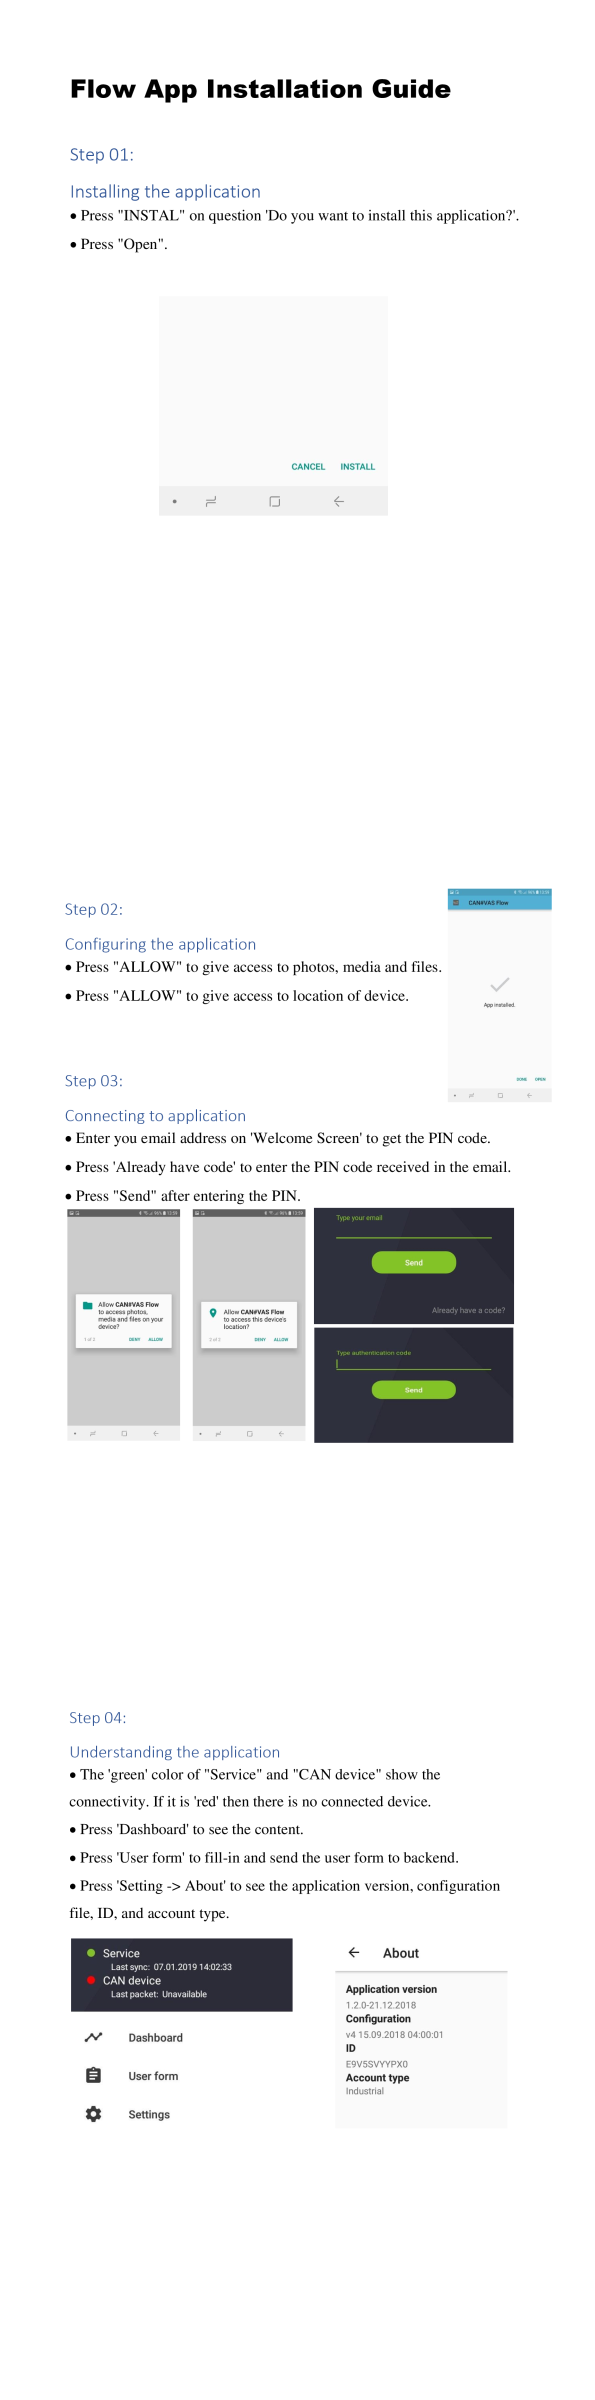 Flow App Installation Guide
Step 01:
Installing the application
• Press "INSTAL" on question 'Do you want to install this application?'.
• Press "Open".
CANCEL INSTALL
Step 02:
Configuring the application
• Press "ALLOW" to give access to photos, media and files.
• Press "ALLOW" to give access to location of device.
CAN#VAS Flow
App installed.
DONE OPEN
Step 03:
Connecting to application
• Enter you email address on 'Welcome Screen' to get the PIN code.
• Press 'Already have code' to enter the PIN code received in the email.
• Press "Send" after entering the PIN.
Allow CAN#VAS Flow
to access photos,
media and files on your
device?
1 of 2 DENY ALLOW
Allow CAN#VAS Flow
to access this device's
location?
2 of 2 DENY ALLOW
Type your email
Send
Already have a code?
Type authentication code
Send
Step 04:
Understanding the application
• The 'green' color of "Service" and "CAN device" show the
connectivity. If it is 'red' then there is no connected device.
• Press 'Dashboard' to see the content.
• Press 'User form' to fill-in and send the user form to backend.
• Press 'Setting -> About' to see the application version, configuration
file, ID, and account type.
Service
Last sync: 07.01.2019 14:02:33
CAN device
Last packet: Unavailable
Dashboard
User form
Settings
About
Application version
1.2.0-21.12.2018
Configuration
v4 15.09.2018 04:00:01
ID
E9V5SVYYPX0
Account type
Industrial